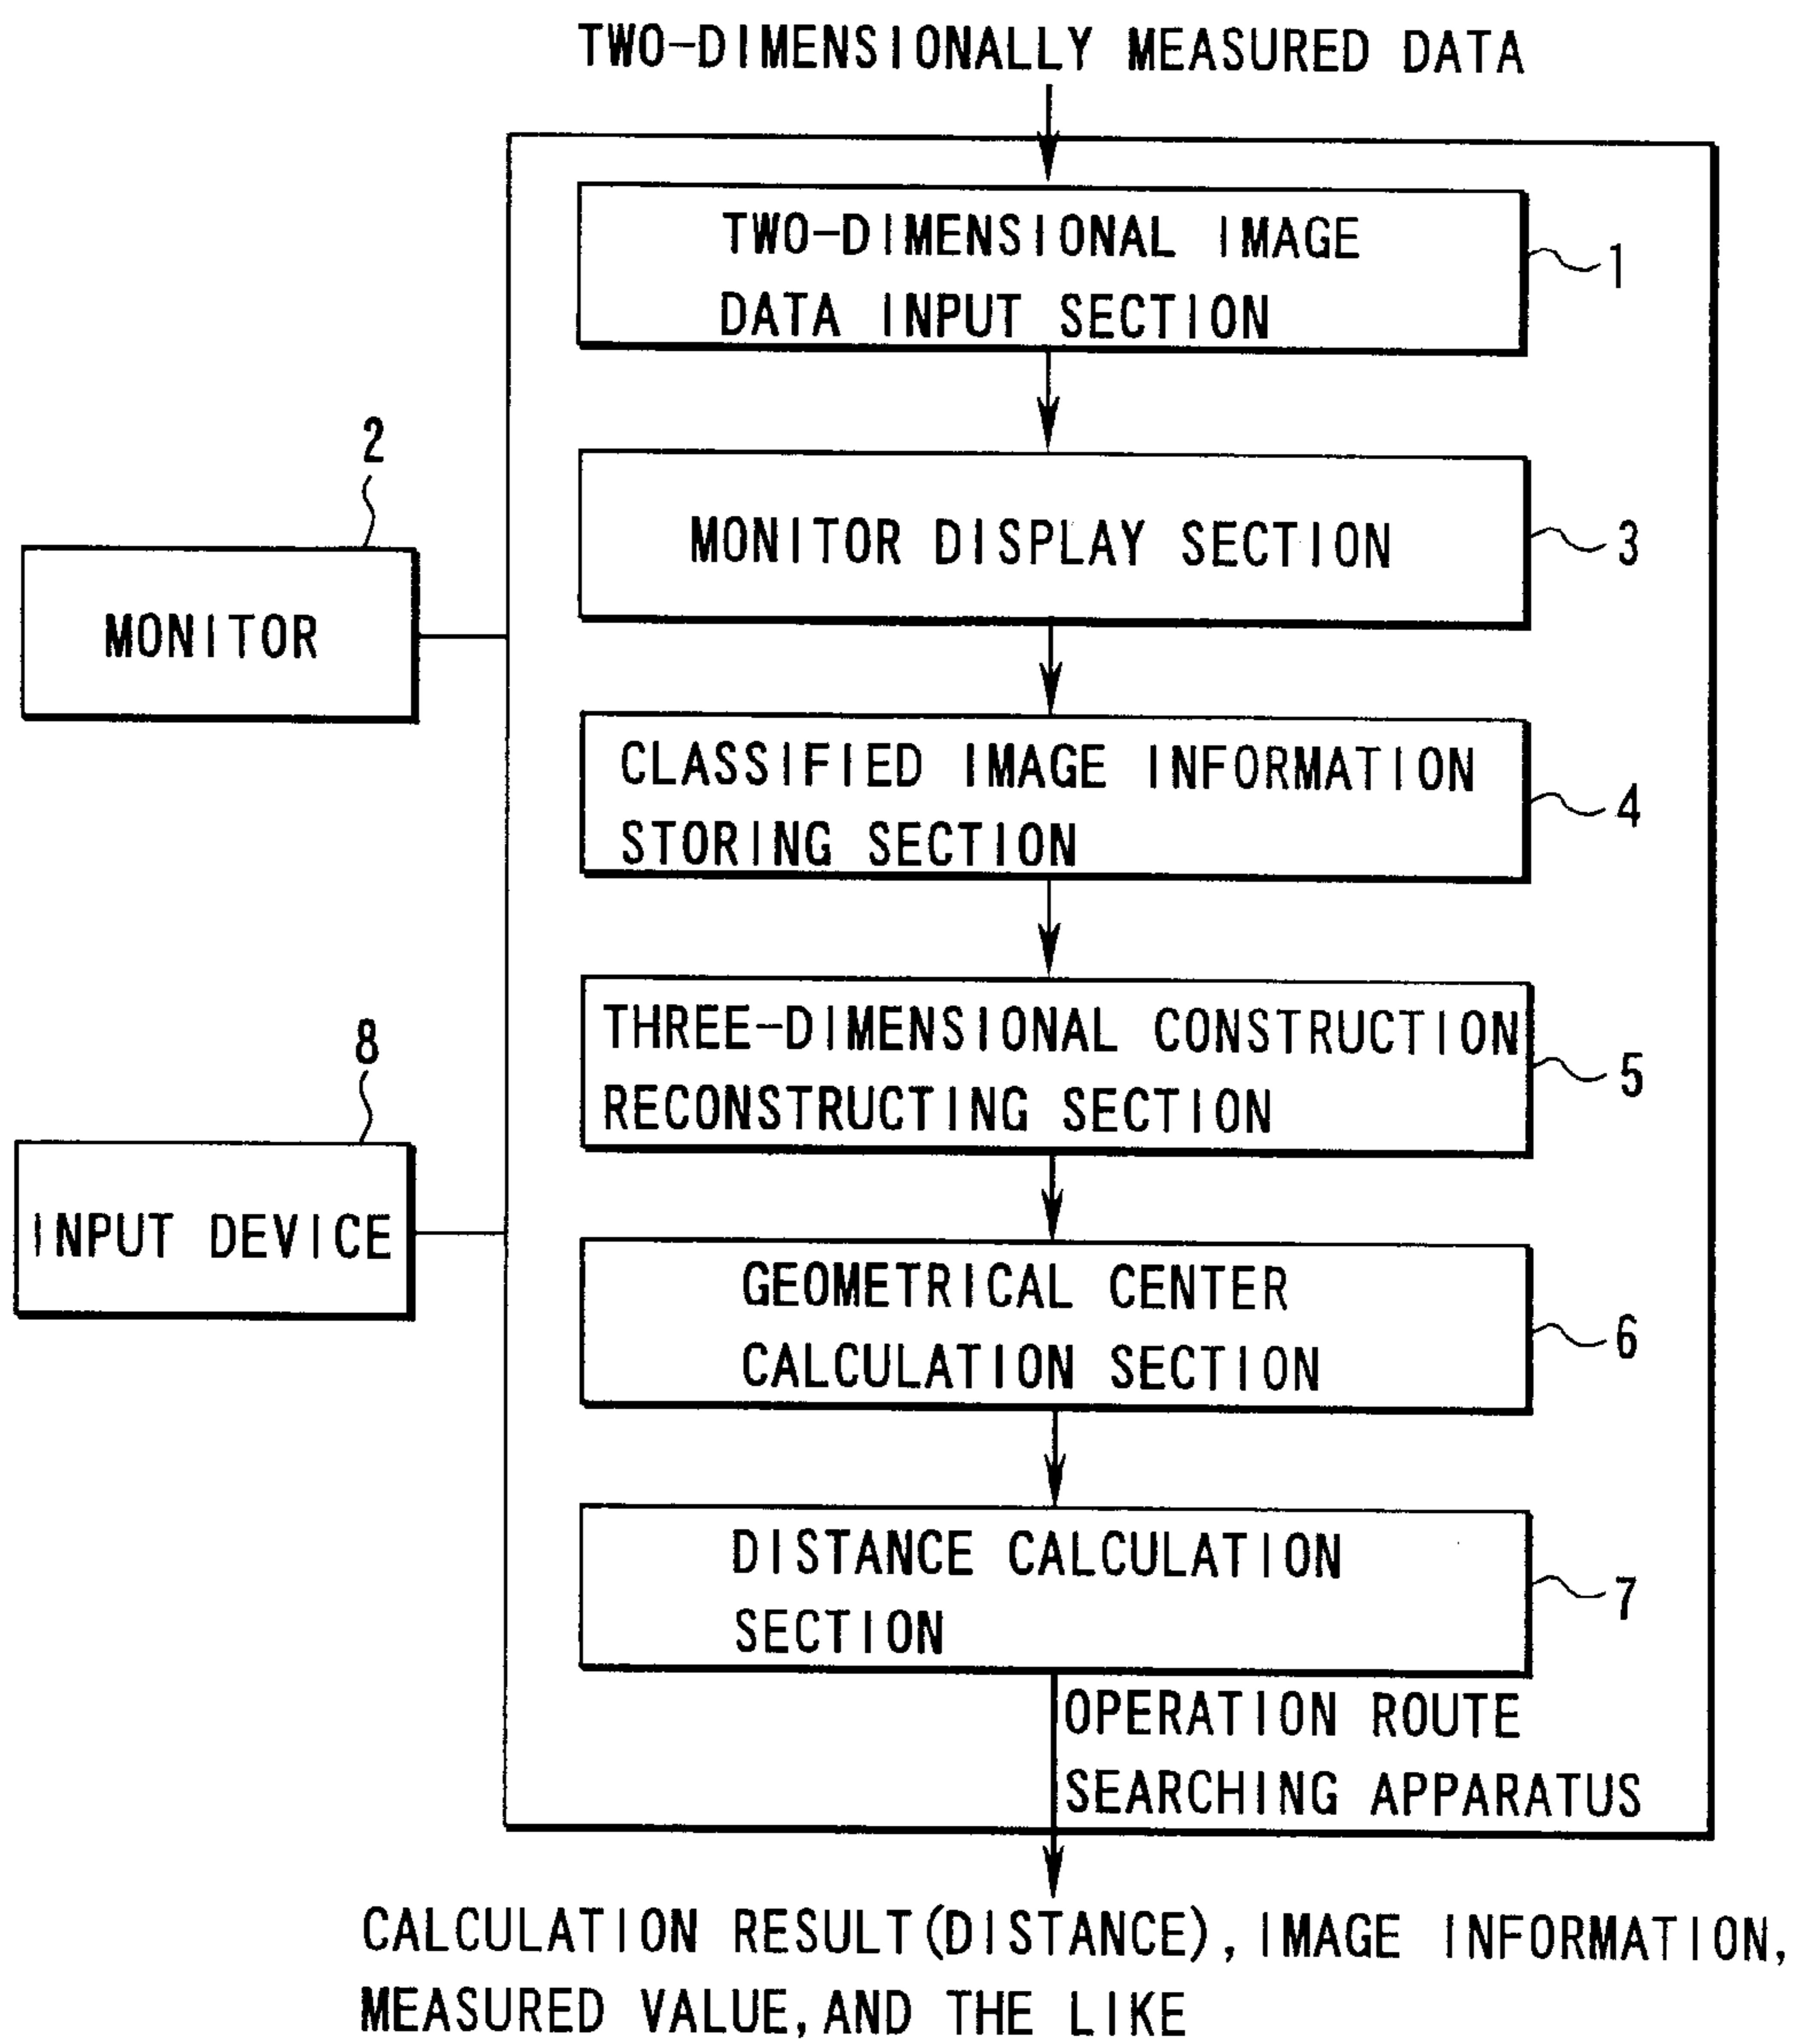 TWO-DIMENSIONALLY MEASURED DATA
TWO-DIMENSIONAL IMAGE
DATA INPUT SECTION
1
2
MONITOR
MONITOR DISPLAY SECTION
3
CLASSIFIED IMAGE INFORMATION
STORING SECTION
4
THREE-DIMENSIONAL CONSTRUCTION
RECONSTRUCTING SECTION
5
8
INPUT DEVICE
GEOMETRICAL CENTER
CALCULATION SECTION
6
DISTANCE CALCULATION
SECTION
7
OPERATION ROUTE
SEARCHING APPARATUS
CALCULATION RESULT(DISTANCE), IMAGE INFORMATION,
MEASURED VALUE, AND THE LIKE